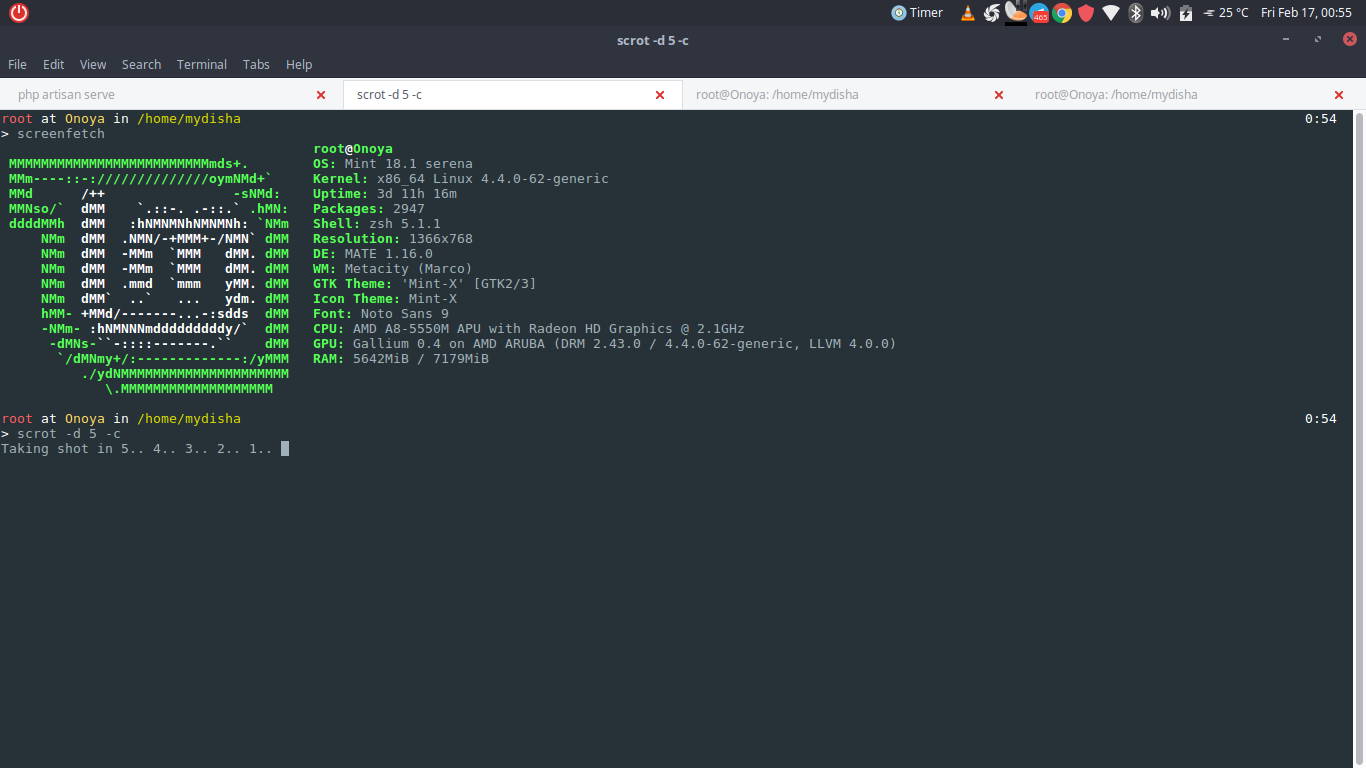 Timer 465 25 °C Fri Feb 17, 00:55
scrot -d 5 -c
File Edit View Search Terminal Tabs Help
php artisan serve scrot -d 5 -c root@Onoya: /home/mydisha root@Onoya: /home/mydisha
root at Onoya in /home/mydisha 0:54
> screenfetch
root@Onoya
MMMMMMMMMMMMMMMMMMMMMMMMMmds+. OS: Mint 18.1 serena
MMm----::-://////////////oymNMd+` Kernel: x86_64 Linux 4.4.0-62-generic
MMd /++ -sNMd: Uptime: 3d 11h 16m
MMNso/` dMM `.::-. .-::.` .hMN: Packages: 2947
ddddMMh dMM :hNMNMNhNMNMNh: `NMm Shell: zsh 5.1.1
NMm dMM .NMN/-+MMM+-/NMN` dMM Resolution: 1366x768
NMm dMM -MMm `MMM dMM. dMM DE: MATE 1.16.0
NMm dMM -MMm `MMM dMM. dMM WM: Metacity (Marco)
NMm dMM .mmd `mmm yMM. dMM GTK Theme: 'Mint-X' [GTK2/3]
NMm dMM` ..` ... ydm. dMM Icon Theme: Mint-X
hMM- +MMd/-------...-:sdds dMM Font: Noto Sans 9
-NMm- :hNMNNNmdddddddddy/` dMM CPU: AMD A8-5550M APU with Radeon HD Graphics @ 2.1GHz
-dMNs-``-::::-------.`` dMM GPU: Gallium 0.4 on AMD ARUBA (DRM 2.43.0 / 4.4.0-62-generic, LLVM 4.0.0)
`/dMNmy+/:-------------:/yMMM RAM: 5642MiB / 7179MiB
./ydNMMMMMMMMMMMMMMMMMMMMM
\.MMMMMMMMMMMMMMMMMMM
root at Onoya in /home/mydisha 0:54
> scrot -d 5 -c
Taking shot in 5.. 4.. 3.. 2.. 1..